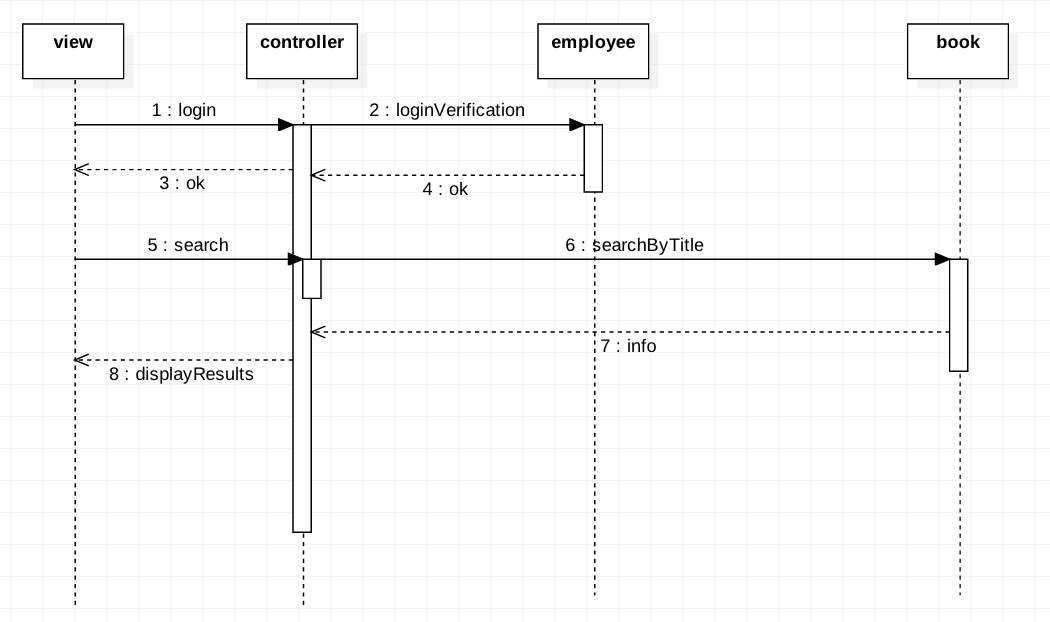 view
controller
employee
book
1 : login
2 : loginVerification
3 : ok
4 : ok
5 : search
6 : searchByTitle
7 : info
8 : displayResults